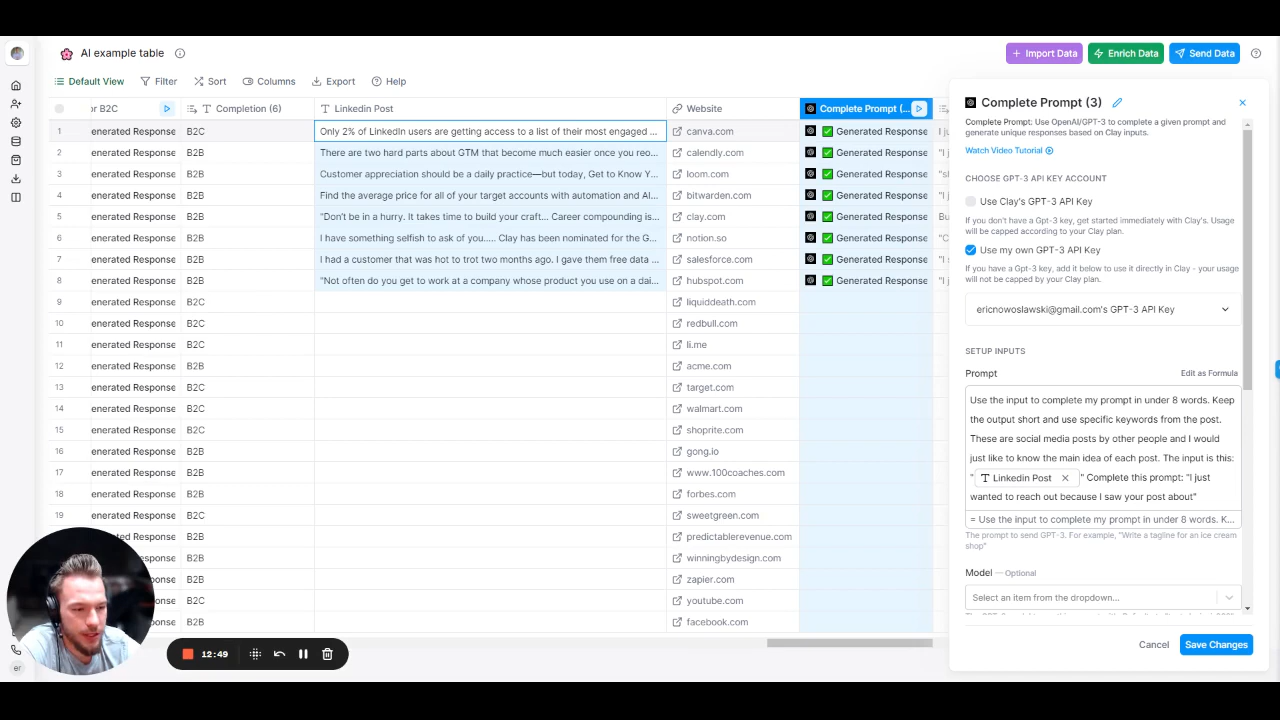 AI example table
Import Data
Enrich Data
Send Data
Default View Filter Sort Columns Export Help
or B2C Completion (6) Linkedin Post Website Complete Prompt (...
1 enerated Response B2C Only 2% of LinkedIn users are getting access to a list of their most engaged ... canva.com Generated Response
2 enerated Response B2B There are two hard parts about GTM that become much easier once you reo... calendly.com Generated Response
3 enerated Response B2B Customer appreciation should be a daily practice—but today, Get to Know Y... loom.com Generated Response
4 enerated Response B2B Find the average price for all of your target accounts with automation and AI... bitwarden.com Generated Response
5 enerated Response B2B "Don't be in a hurry. It takes time to build your craft... Career compounding is... clay.com Generated Response
6 enerated Response B2B I have something selfish to ask of you..... Clay has been nominated for the G... notion.so Generated Response
7 enerated Response B2B I had a customer that was hot to trot two months ago. I gave them free data ... salesforce.com Generated Response
8 enerated Response B2B "Not often do you get to work at a company whose product you use on a dai... hubspot.com Generated Response
9 enerated Response B2C liquiddeath.com
10 enerated Response B2C redbull.com
11 enerated Response B2C li.me
12 enerated Response B2B acme.com
13 enerated Response B2C target.com
14 enerated Response B2C walmart.com
15 enerated Response B2C shoprite.com
16 enerated Response B2B gong.io
17 enerated Response B2B www.100coaches.com
18 enerated Response B2B forbes.com
19 enerated Response B2C sweetgreen.com
enerated Response B2B predictablerevenue.com
enerated Response B2B winningbydesign.com
enerated Response B2B zapier.com
enerated Response B2C youtube.com
enerated Response B2B facebook.com
12:49
er
Complete Prompt (3)
Complete Prompt: Use OpenAI/GPT-3 to complete a given prompt and
generate unique responses based on Clay inputs.
Watch Video Tutorial
CHOOSE GPT-3 API KEY ACCOUNT
Use Clay's GPT-3 API Key
If you don't have a Gpt-3 key, get started immediately with Clay's. Usage
will be capped according to your Clay plan.
Use my own GPT-3 API Key
If you have a Gpt-3 key, add it below to use it directly in Clay - your usage
will not be capped by your Clay plan.
ericnowoslawski@gmail.com's GPT-3 API Key
SETUP INPUTS
Prompt Edit as Formula
Use the input to complete my prompt in under 8 words. Keep
the output short and use specific keywords from the post.
These are social media posts by other people and I would
just like to know the main idea of each post. The input is this:
" Linkedin Post " Complete this prompt: "I just
wanted to reach out because I saw your post about"
= Use the input to complete my prompt in under 8 words. K...
The prompt to send GPT-3. For example, "Write a tagline for an ice cream
shop"
Model — Optional
Select an item from the dropdown...
Cancel Save Changes